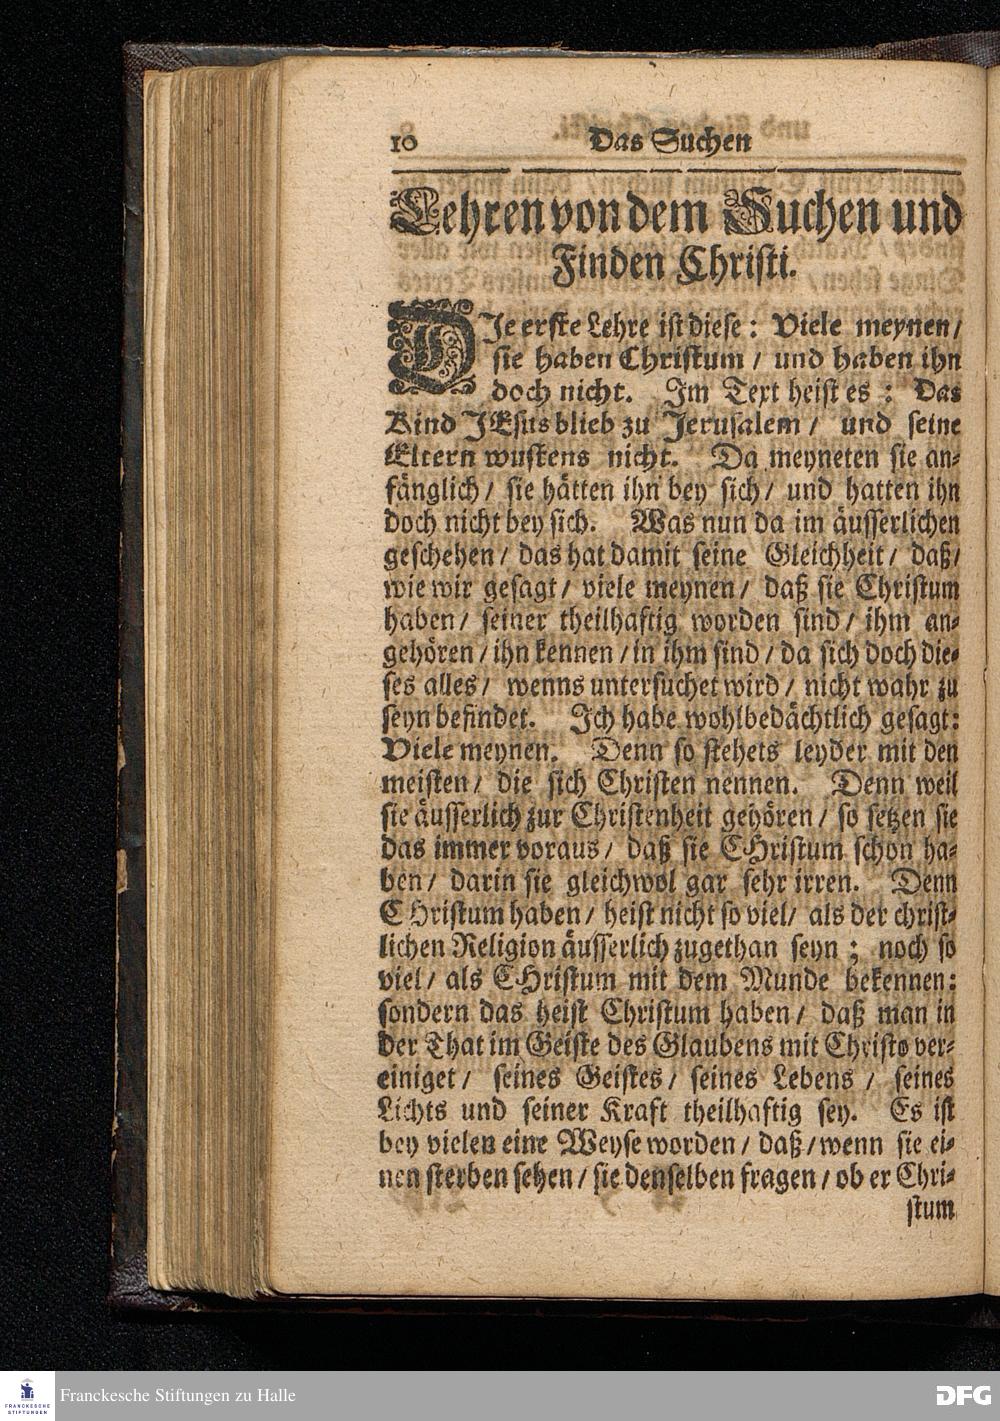 10 Das Suchen
Lehren von dem Suchen und
Finden Christi.
DIe erste Lehre ist diese: Viele meynen/
sie haben Christum / und haben ihn
doch nicht. Im Text heist es: Das
Kind JEsus blieb zu Jerusalem / und seine
Eltern wustens nicht. Da meyneten sie an-
fänglich / sie hätten ihn bey sich / und hatten ihn
doch nicht bey sich. Was nun da im äusserlichen
geschehen / das hat damit seine Gleichheit / daß /
wie wir gesagt / viele meynen / daß sie Christum
haben / seiner theilhaftig worden sind / ihm an-
gehören / ihn kennen / in ihm sind / da sich doch die-
ses alles / wenns untersuchet wird / nicht wahr zu
seyn befindet. Ich habe wohlbedächtlich gesagt:
Viele meynen. Denn so stehets leyder mit den
meisten / die sich Christen nennen. Denn weil
sie äusserlich zur Christenheit gehören / so setzen sie
das immer voraus / daß sie CHristum schon ha-
ben / darin sie gleichwol gar sehr irren. Denn
CHristum haben / heist nicht so viel / als der christ-
lichen Religion äusserlich zugethan seyn ; noch so
viel / als CHristum mit dem Munde bekennen:
sondern das heist Christum haben / daß man in
der That im Geiste des Glaubens mit Christo ver-
einiget / seines Geistes / seines Lebens / seines
Lichts und seiner Kraft theilhaftig sey. Es ist
bey vielen eine Weyse worden / daß / wenn sie ei-
nen sterben sehen / sie denselben fragen / ob er Chri-
stum
FRANCKESCHE
STIFTUNGEN
Franckesche Stiftungen zu Halle
DFG